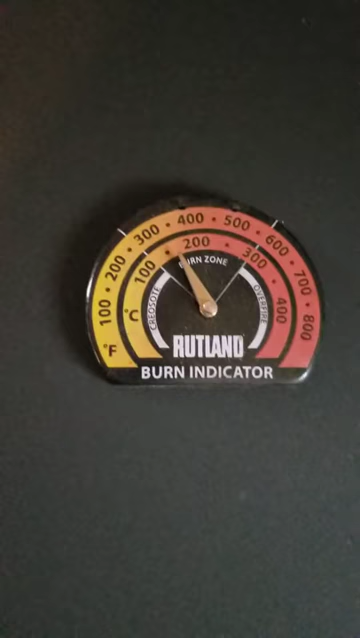 100 · 200 · 300 · 400 · 500 · 600 · 700 · 800
°F
100 · 200 · 300 · 400
°C
CREOSOTE
BURN ZONE
OVERFIRE
RUTLAND
BURN INDICATOR